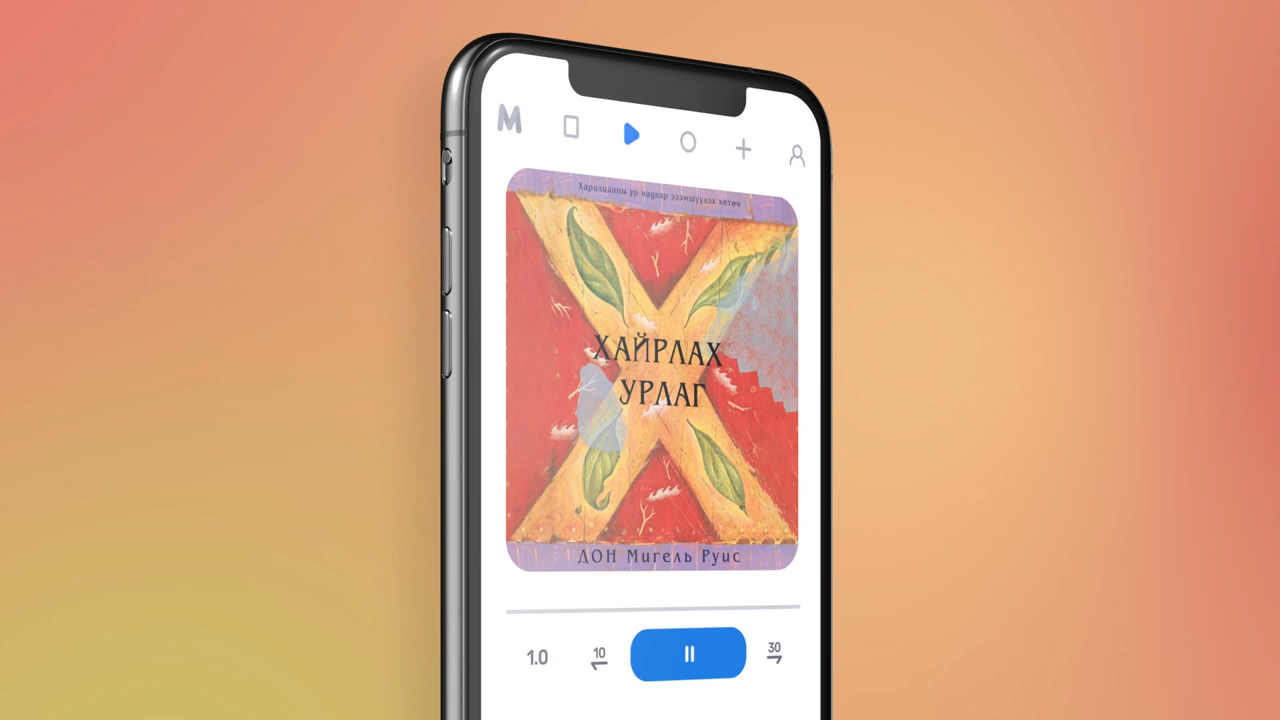 M
Харилцааны ур чадвар эзэмшүүлэх хөтөч
ХАЙРЛАХ
УРЛАГ
ДОН Мигель Руис
1.0
10
30